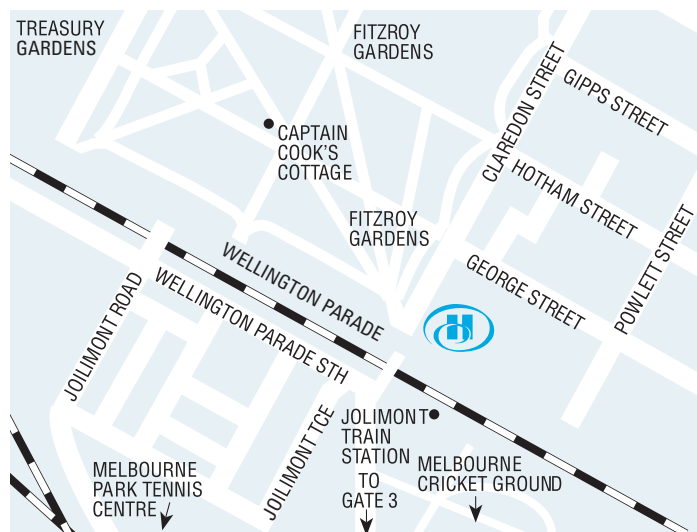 TREASURY
GARDENS
FITZROY
GARDENS
CLAREDON STREET
GIPPS STREET
CAPTAIN
COOK'S
COTTAGE
HOTHAM STREET
FITZROY
GARDENS
POWLETT STREET
WELLINGTON PARADE
GEORGE STREET
JOILIMONT ROAD
WELLINGTON PARADE STH
H
JOILIMONT TCE
JOLIMONT
TRAIN
STATION
TO
GATE 3
MELBOURNE
PARK TENNIS
CENTRE
MELBOURNE
CRICKET GROUND